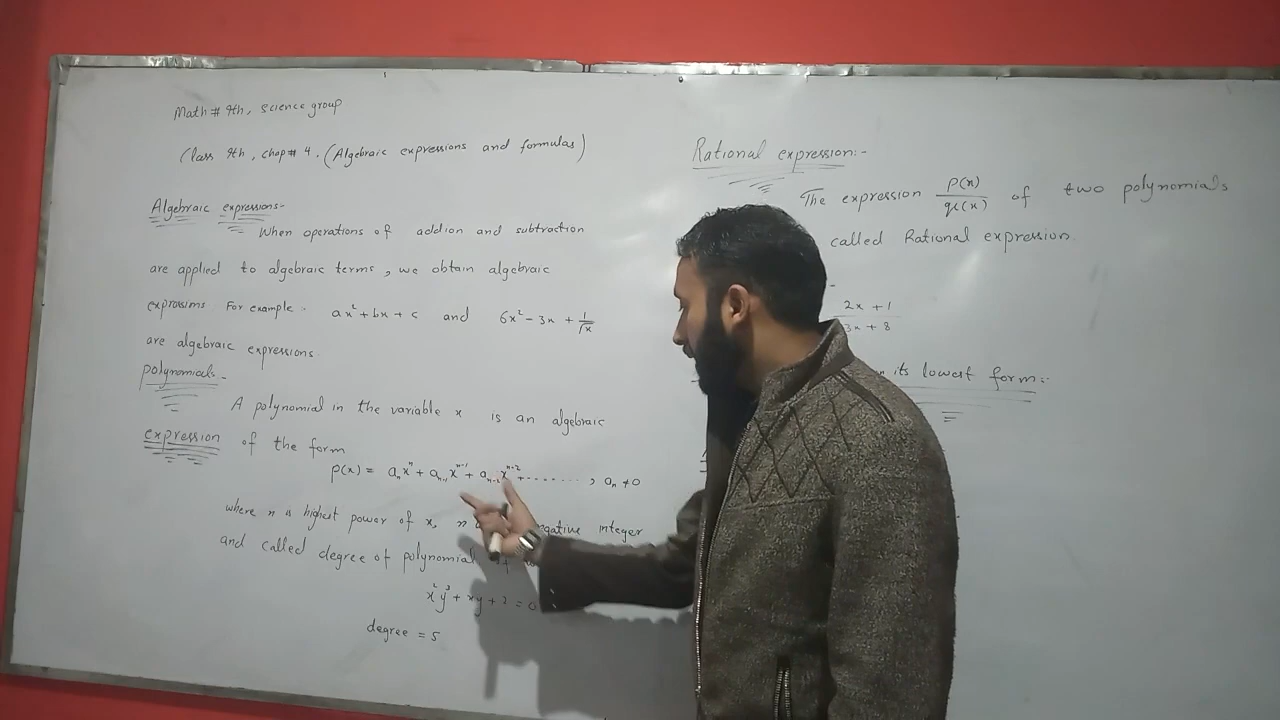 Math # 9th, science group
Class 9th, chap# 4. (Algebraic expressions and formulas)
Algebraic expressions-
When operations of addion and subtraction
are applied to algebraic terms, we obtain algebraic
For example - ax²+bx+c and 6x²-3x+1/√x
are algebraic expressions.
polynomials-
A polynomial in the variable x is an algebraic
expression of the form
p(x) = aₙxⁿ + aₙ₋₁xⁿ⁻¹ + aₙ₋₂xⁿ⁻²+........, aₙ≠0
where n is highest power of x, n integer
and called degree of polynomial
x²y³+xy+2=0
degree = 5
Rational expression:-
The expression p(x)/q(x) of two polynomials
called Rational expression.
2x+1
3x+8
its lowest form:-